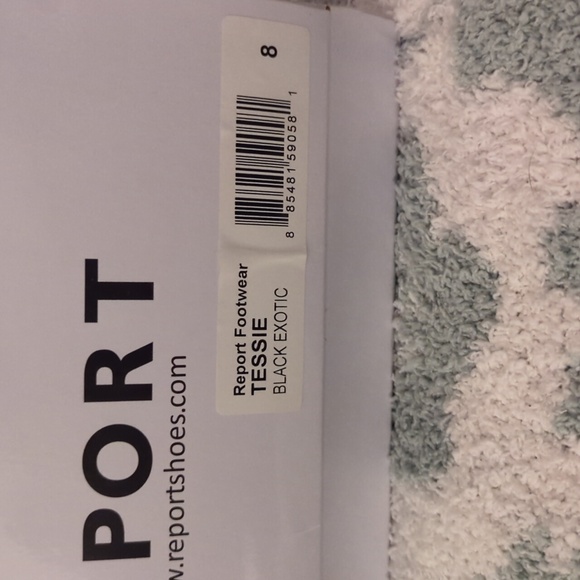 PORT
w.reportshoes.com
Report Footwear
TESSIE
BLACK EXOTIC
8 85481 59058 1
8